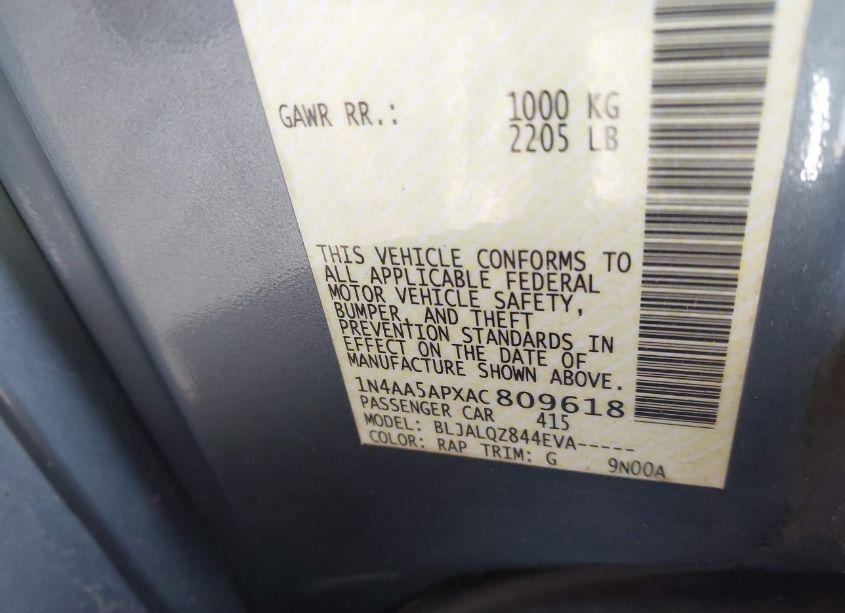 GAWR RR.: 1000 KG
2205 LB
THIS VEHICLE CONFORMS TO
ALL APPLICABLE FEDERAL
MOTOR VEHICLE SAFETY,
BUMPER, AND THEFT
PREVENTION STANDARDS IN
EFFECT ON THE DATE OF
MANUFACTURE SHOWN ABOVE.
1N4AA5APXAC809618
PASSENGER CAR 415
MODEL: BLJALQZ844EVA------
COLOR: RAP TRIM: G 9N00A